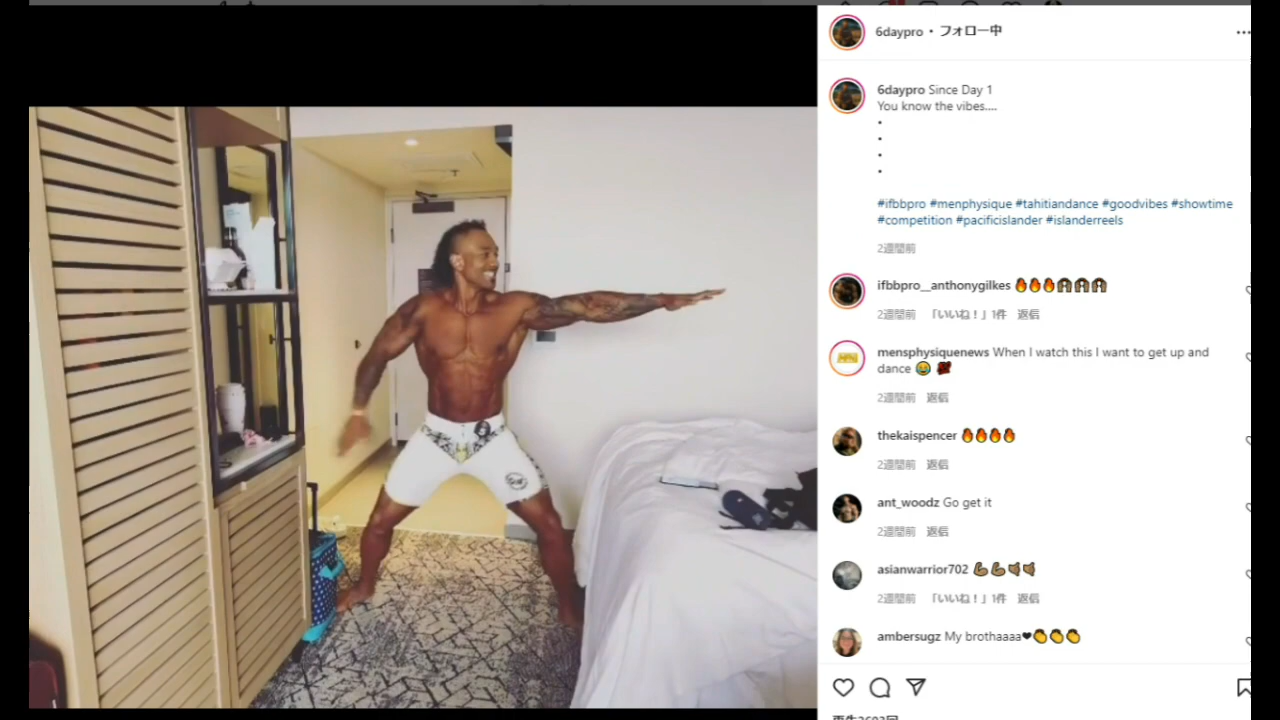 6daypro • フォロー中
6daypro Since Day 1
You know the vibes....
•
•
•
•
#ifbbpro #menphysique #tahitiandance #goodvibes #showtime
#competition #pacificislander #islanderreels
2週間前
ifbbpro__anthonygilkes 🔥🔥🔥
2週間前 「いいね！」1件 返信
mensphysiquenews When I watch this I want to get up and
dance 😂
2週間前 返信
thekaispencer 🔥🔥🔥🔥
2週間前 返信
ant_woodz Go get it
2週間前 返信
asianwarrior702
2週間前 「いいね！」1件 返信
ambersugz My brothaaaa❤👏👏👏